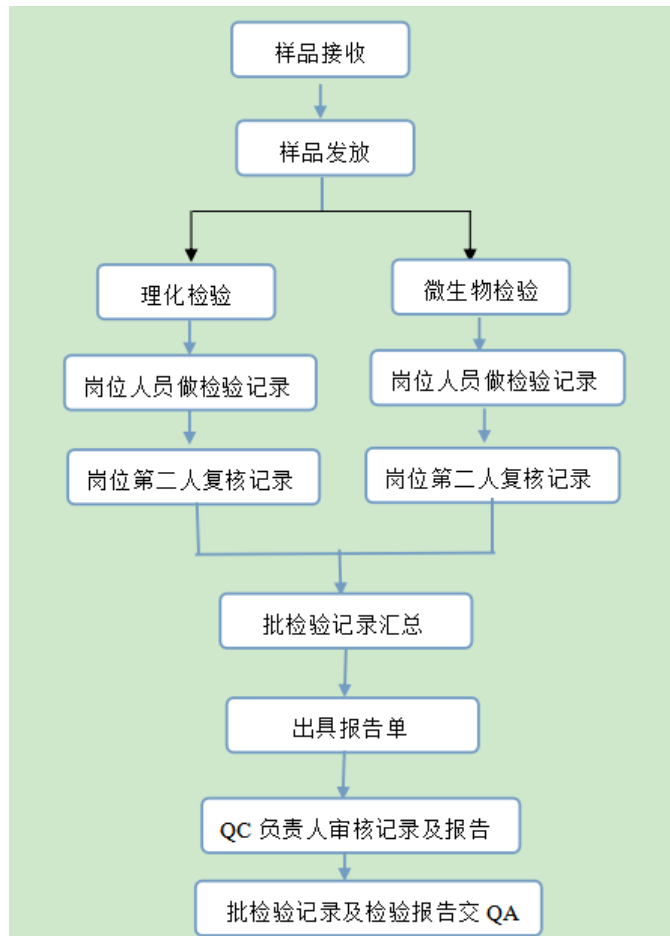 样品接收
样品发放
理化检验
微生物检验
岗位人员做检验记录
岗位人员做检验记录
岗位第二人复核记录
岗位第二人复核记录
批检验记录汇总
出具报告单
QC 负责人审核记录及报告
批检验记录及检验报告交 QA